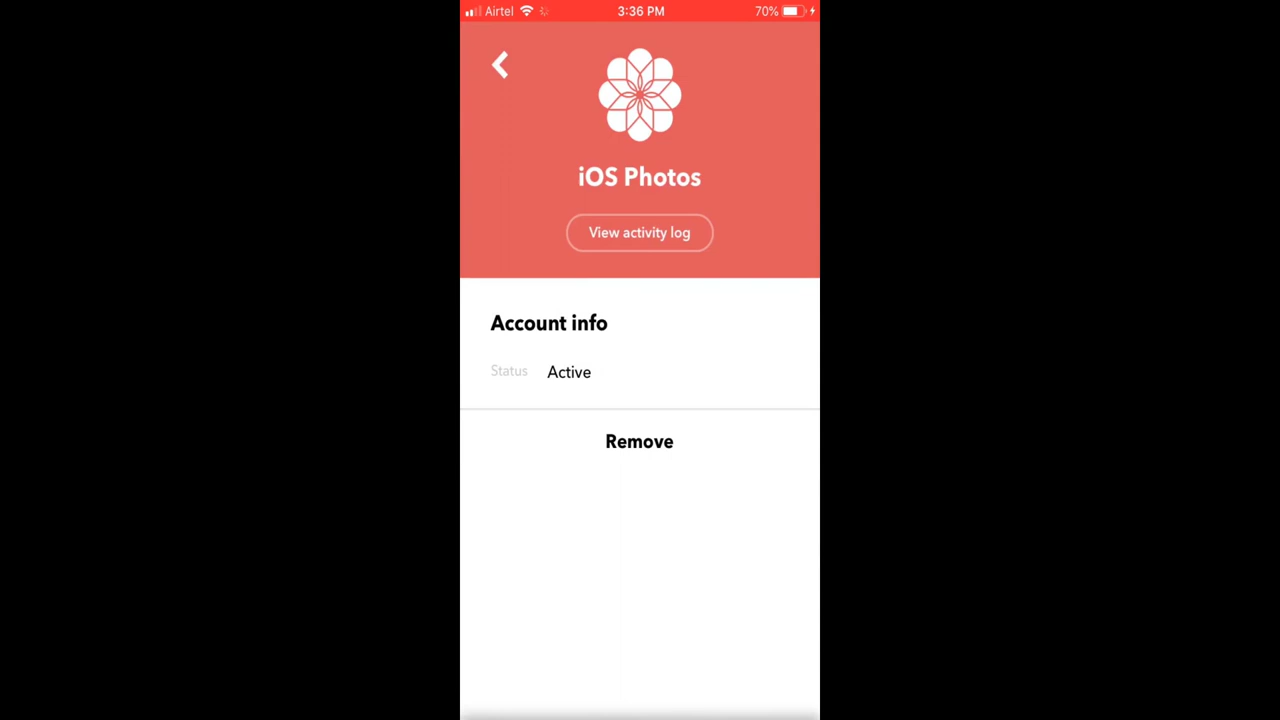 Airtel 3:36 PM 70%
iOS Photos
View activity log
Account info
Status Active
Remove